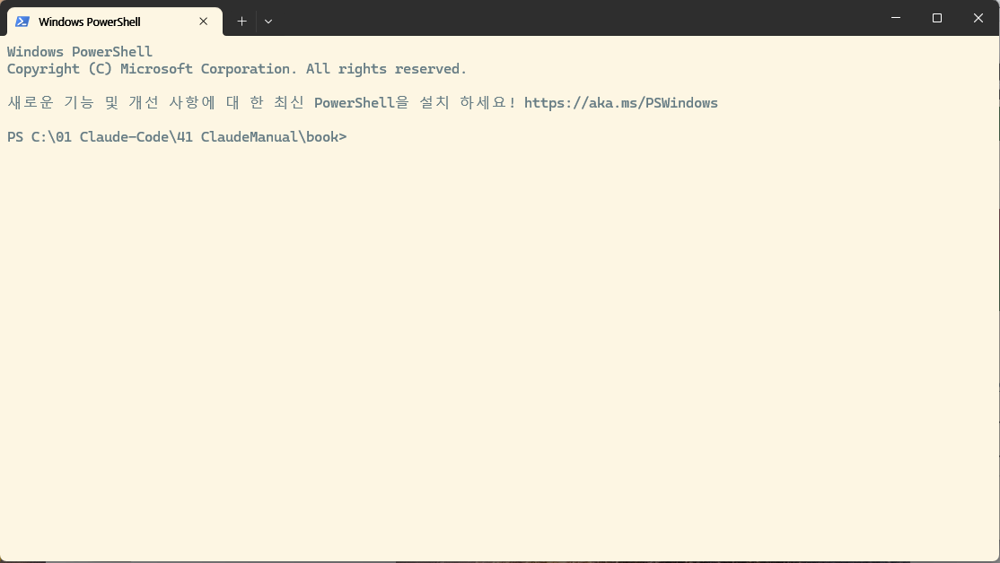 Windows PowerShell
Windows PowerShell
Copyright (C) Microsoft Corporation. All rights reserved.
새로운 기능 및 개선 사항에 대 한 최신 PowerShell을 설치 하세요! https://aka.ms/PSWindows
PS C:\01 Claude-Code\41 ClaudeManual\book>